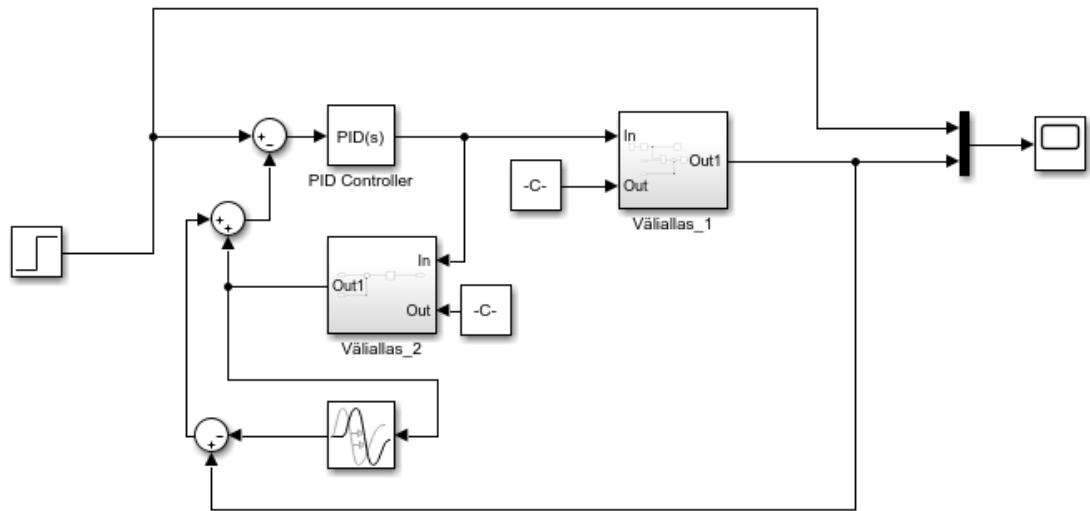 PID(s)
PID Controller
In
Out1
Out
-C-
Väliallas_1
In
Out1
Out
-C-
Väliallas_2